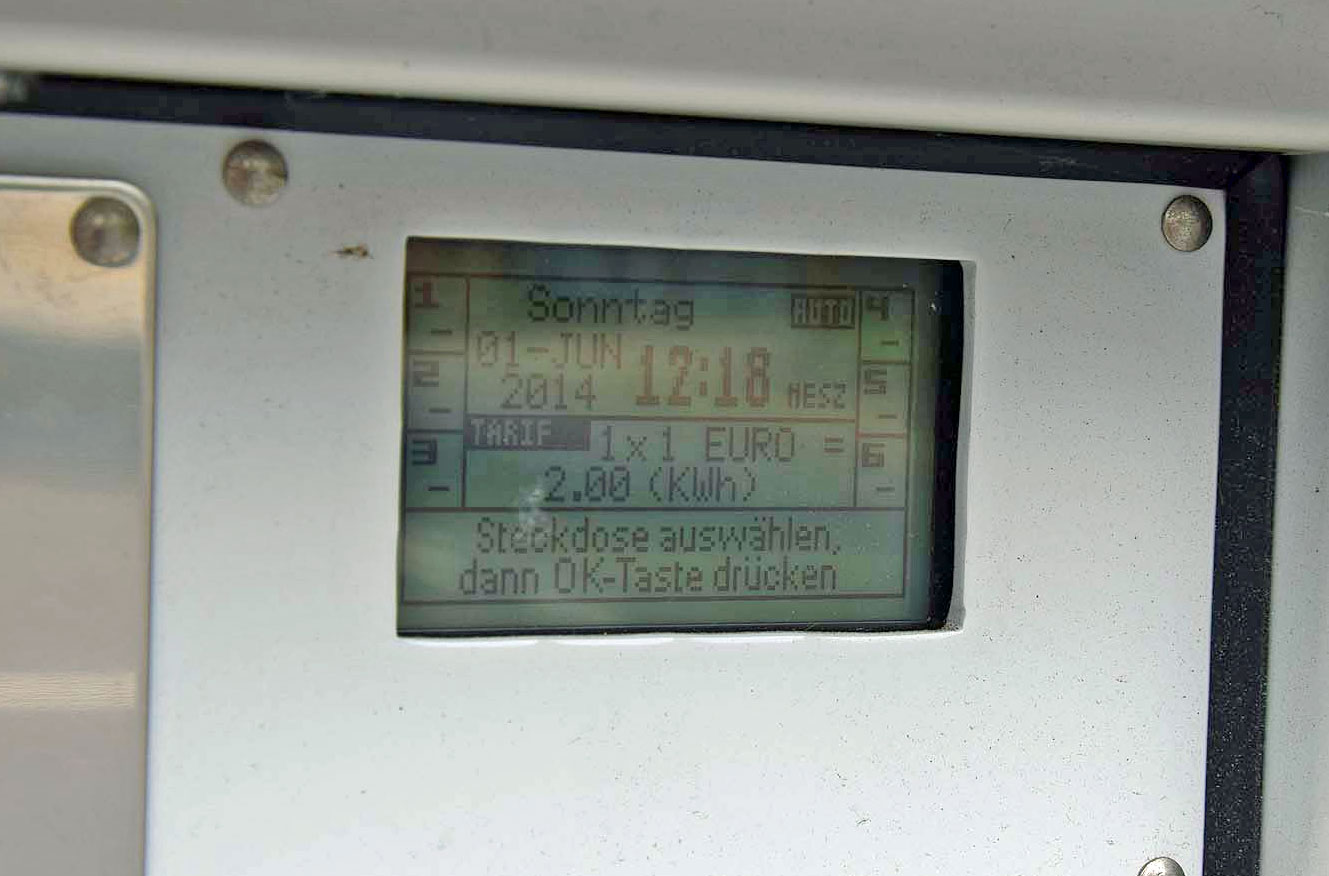 1 Sonntag AUTO 4
- 01-JUN 12:18 -
2 2014 MESZ 5
- -
3 TARIF 1x1 EURO = 6
- 2.00 (KWh) -
Steckdose auswählen,
dann OK-Taste drücken